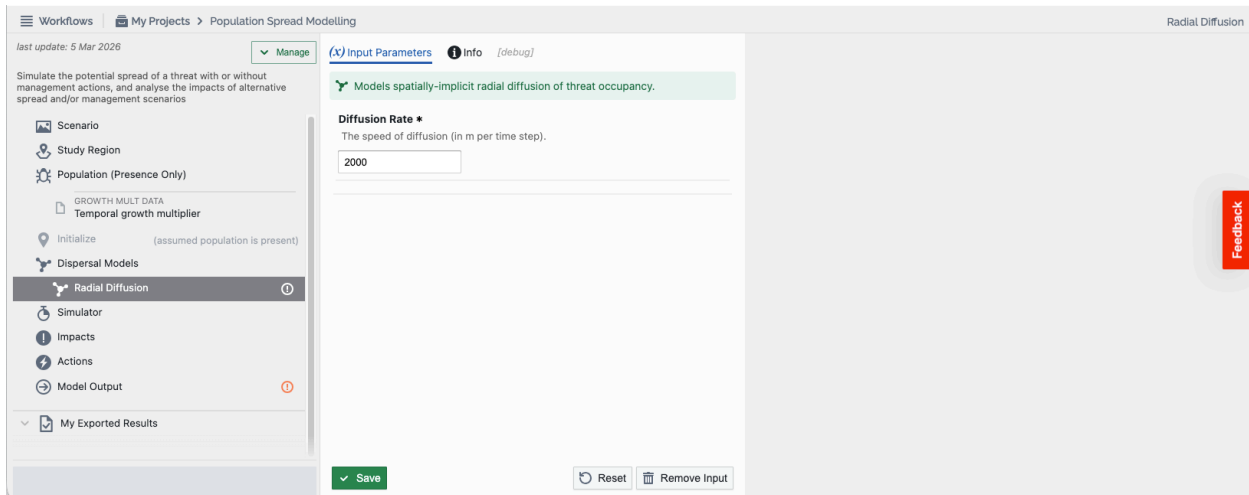 Workflows My Projects > Population Spread Modelling Radial Diffusion
last update: 5 Mar 2026
Manage
Simulate the potential spread of a threat with or without
management actions, and analyse the impacts of alternative
spread and/or management scenarios
Scenario
Study Region
Population (Presence Only)
GROWTH MULT DATA
Temporal growth multiplier
Initialize (assumed population is present)
Dispersal Models
Radial Diffusion
Simulator
Impacts
Actions
Model Output
My Exported Results
(x) Input Parameters Info [debug]
Models spatially-implicit radial diffusion of threat occupancy.
Diffusion Rate *
The speed of diffusion (in m per time step).
2000
Save Reset Remove Input
Feedback